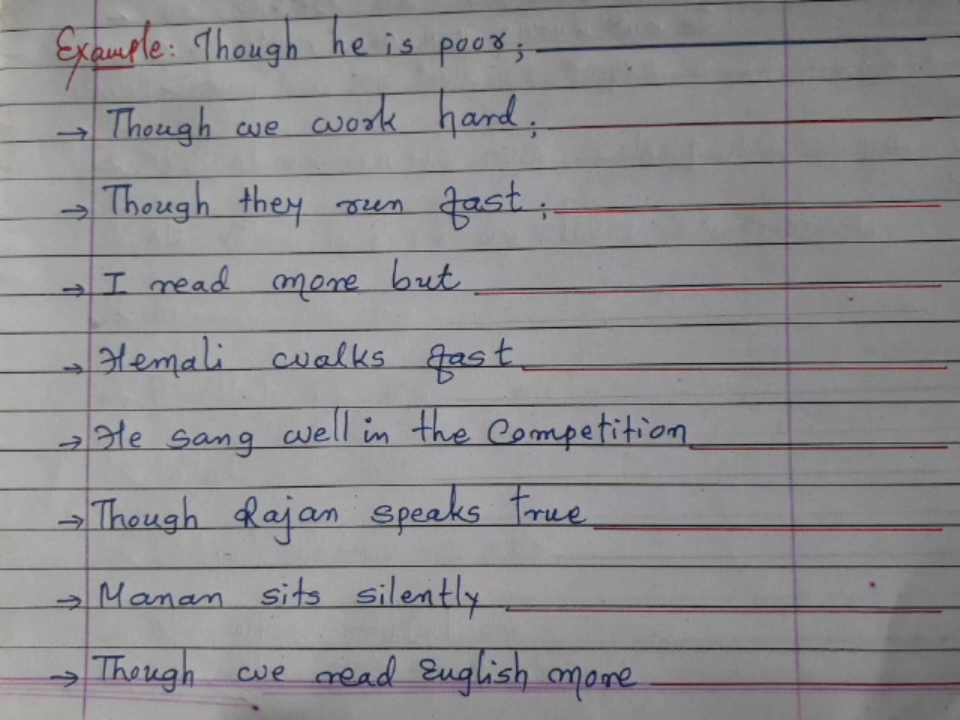 Example: Though he is poor;
→ Though we work hard;
→ Though they run fast;
→ I read more but
→ Hemali walks fast
→ He sang well in the Competition
→ Though Rajan speaks true
→ Manan sits silently
→ Though we read English more